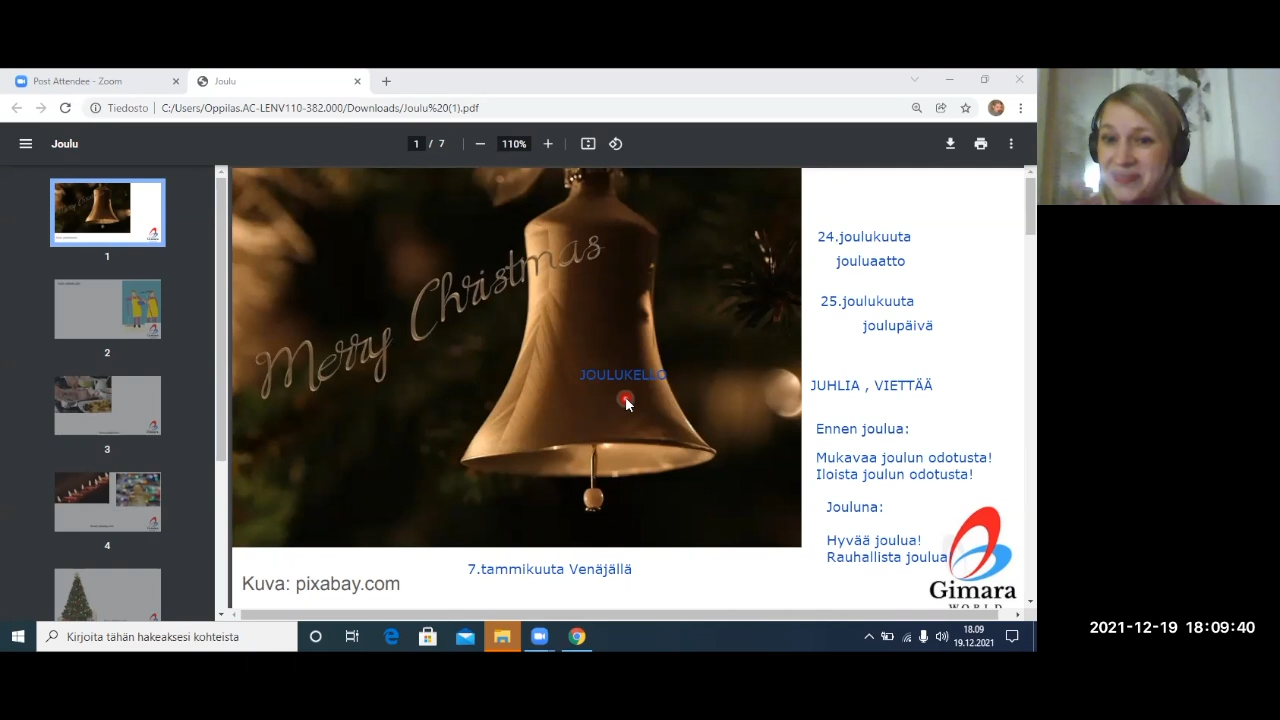 Post Attendee - Zoom
Joulu
Tiedosto
C:/Users/Oppilas.AC-LENV110-382.000/Downloads/Joulu%20(1).pdf
Joulu
1 / 7
110%
1
2
3
4
Merry Christmas
JOULUKELLO
24.joulukuuta
jouluaatto
25.joulukuuta
joulupäivä
JUHLIA , VIETTÄÄ
Ennen joulua:
Mukavaa joulun odotusta!
Iloista joulun odotusta!
Jouluna:
Hyvää joulua!
Rauhallista joulua
7.tammikuuta Venäjällä
Kuva: pixabay.com
Gimara
WORLD
Kirjoita tähän hakeaksesi kohteista
18.09
19.12.2021
2021-12-19 18:09:40